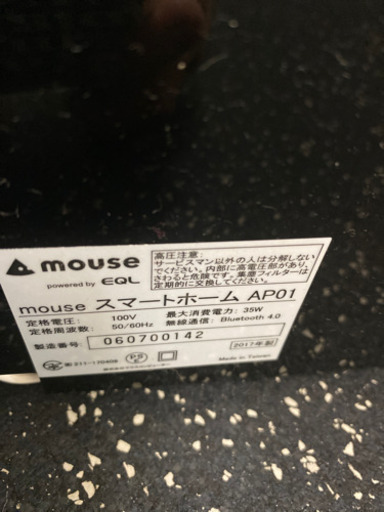 mouse
powered by EQL
高圧注意：
サービスマン以外の人は分解しない
でください。内部に高電圧部があり、
さわると危険です。集塵フィルターは
定期的に交換してください。
mouse スマートホーム AP01
定格電圧： 100V 最大消費電力：35W
定格周波数： 50/60Hz 無線通信：Bluetooth 4.0
製造番号： 060700142 2017年製
211-170409
PS
E
Made in Taiwan